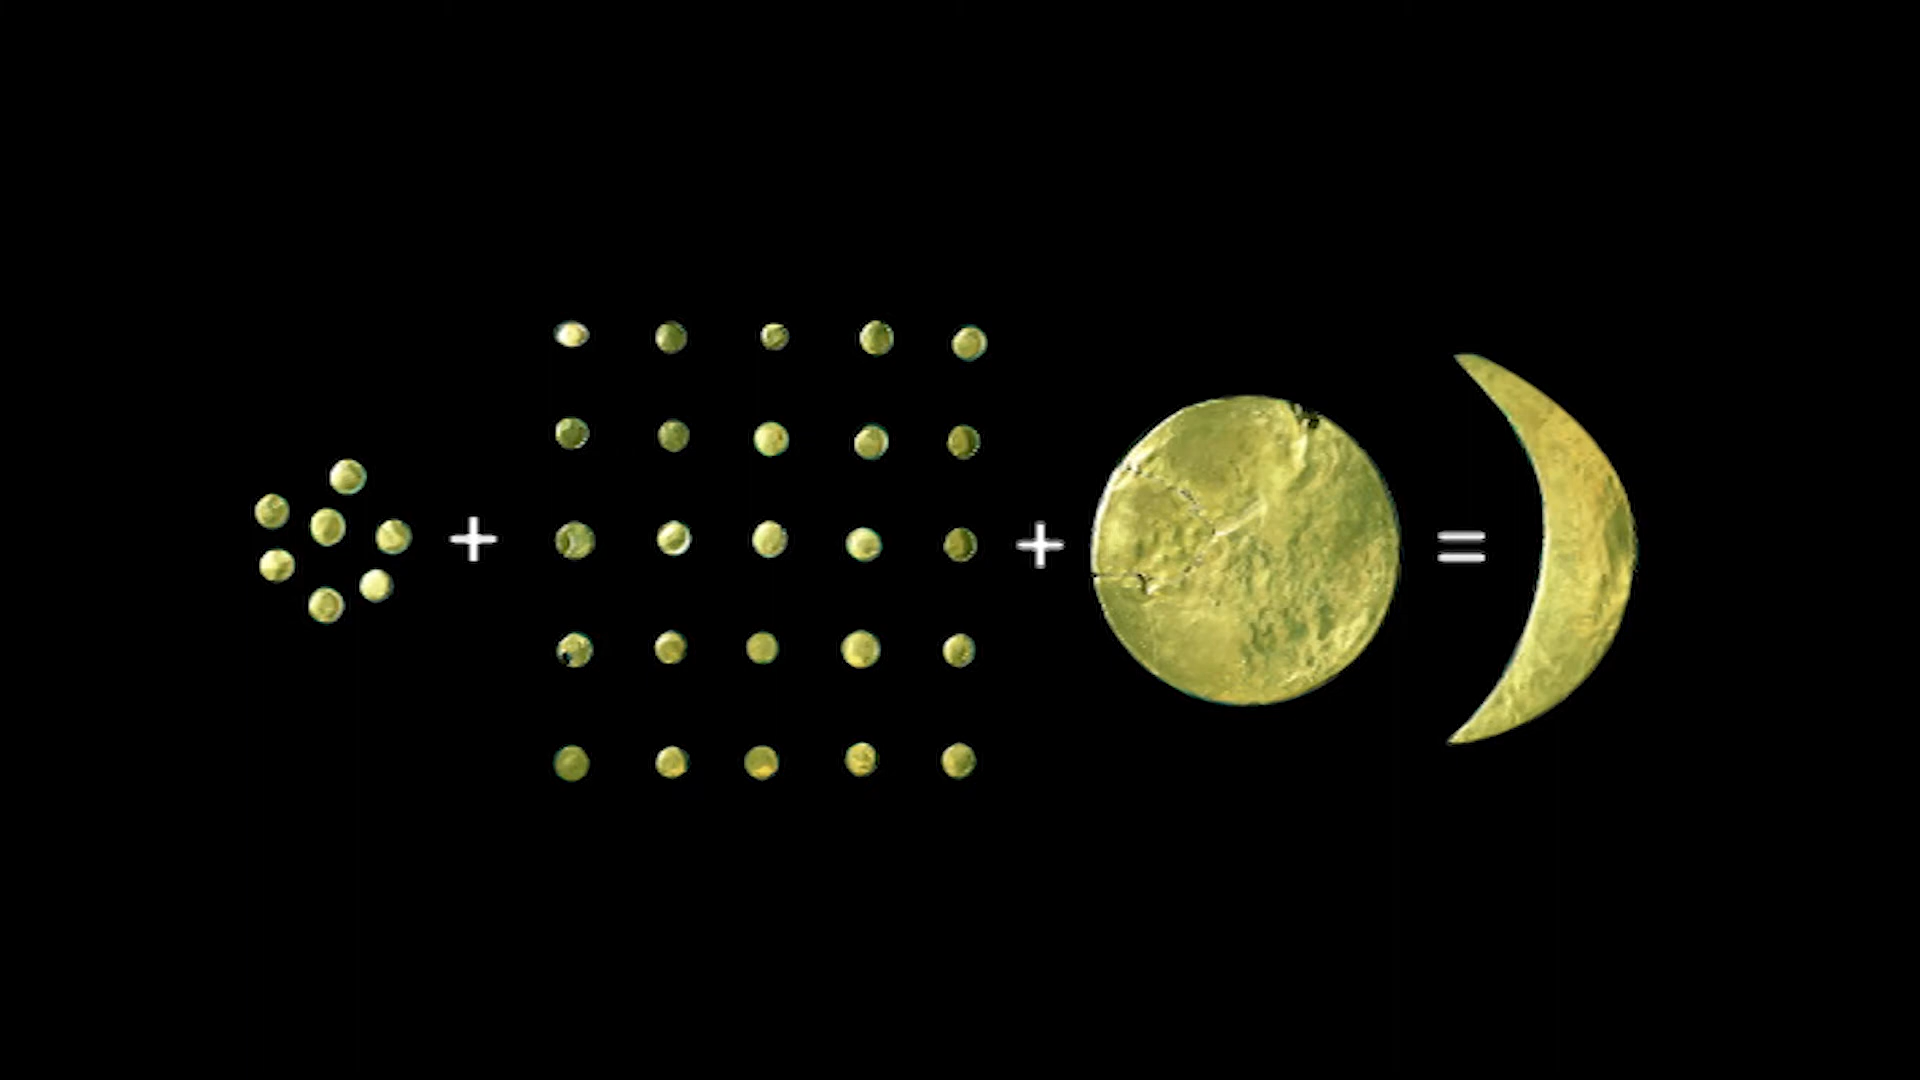 + + =